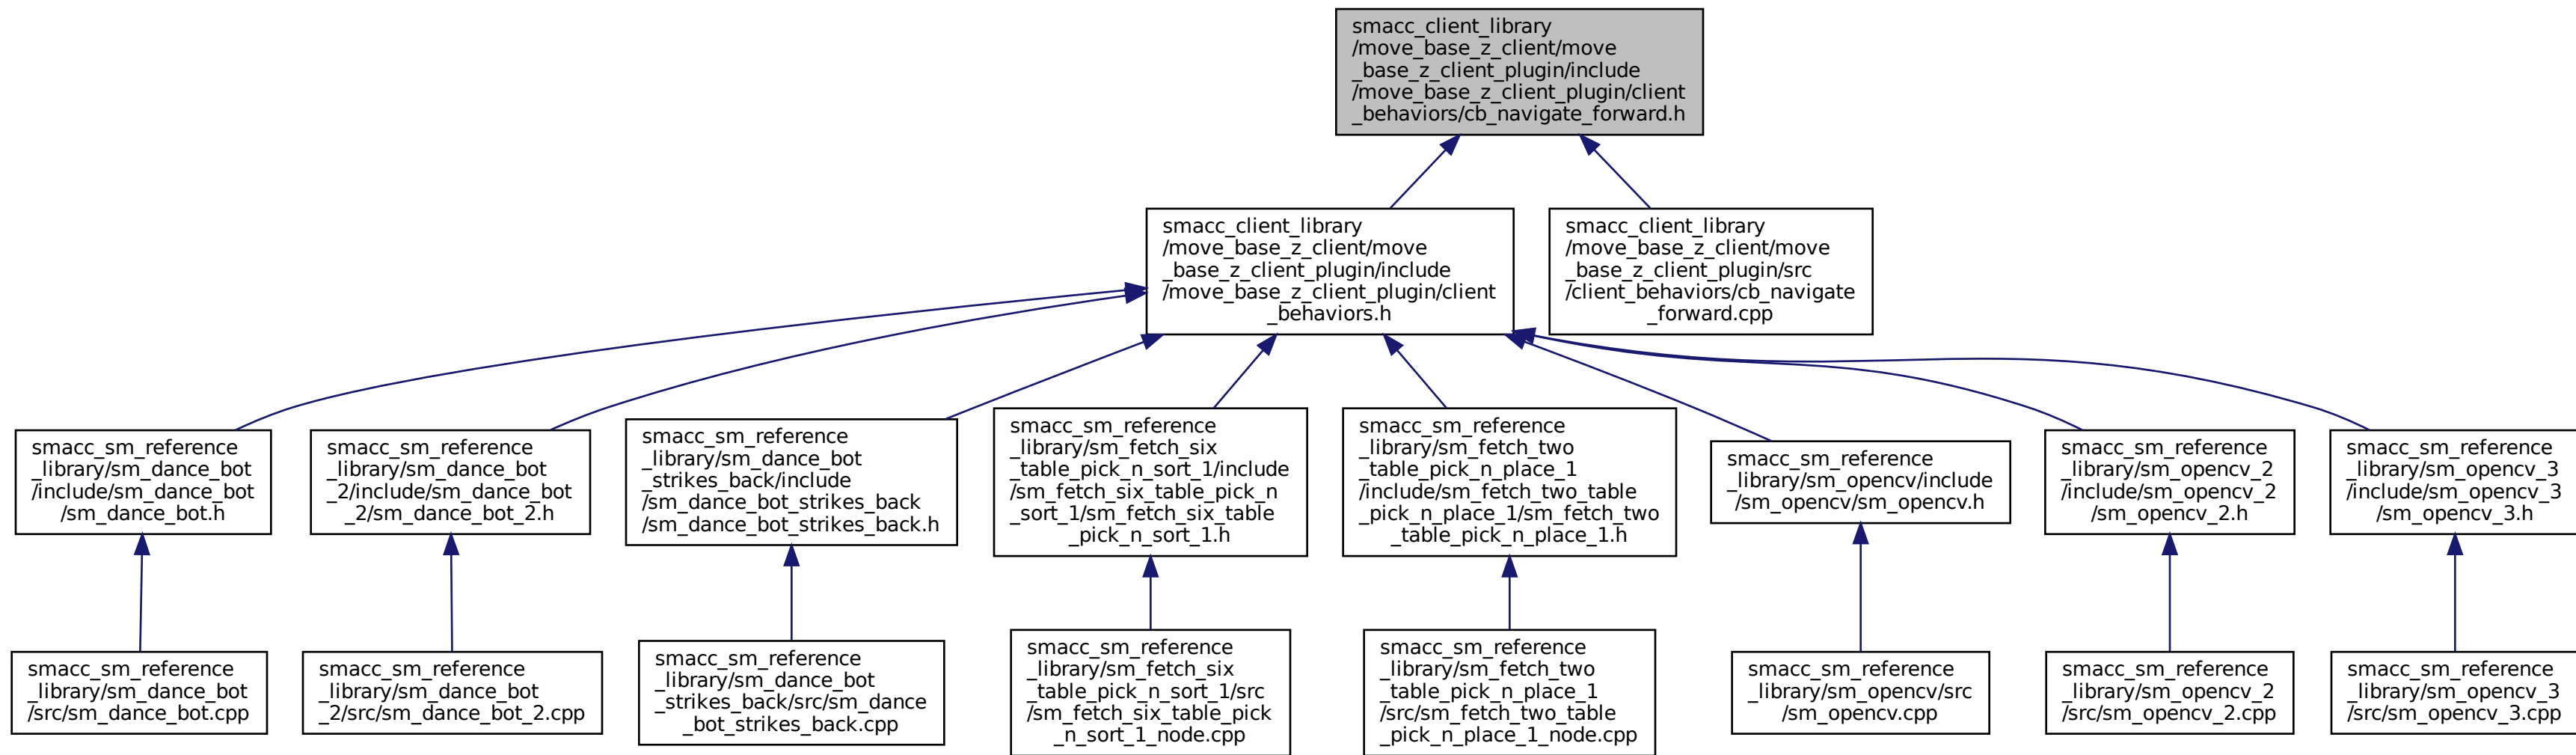 smacc_client_library
/move_base_z_client/move
_base_z_client_plugin/include
/move_base_z_client_plugin/client
_behaviors/cb_navigate_forward.h
smacc_client_library
/move_base_z_client/move
_base_z_client_plugin/include
/move_base_z_client_plugin/client
_behaviors.h
smacc_client_library
/move_base_z_client/move
_base_z_client_plugin/src
/client_behaviors/cb_navigate
_forward.cpp
smacc_sm_reference
_library/sm_dance_bot
/include/sm_dance_bot
/sm_dance_bot.h
smacc_sm_reference
_library/sm_dance_bot
_2/include/sm_dance_bot
_2/sm_dance_bot_2.h
smacc_sm_reference
_library/sm_dance_bot
_strikes_back/include
/sm_dance_bot_strikes_back
/sm_dance_bot_strikes_back.h
smacc_sm_reference
_library/sm_fetch_six
_table_pick_n_sort_1/include
/sm_fetch_six_table_pick_n
_sort_1/sm_fetch_six_table
_pick_n_sort_1.h
smacc_sm_reference
_library/sm_fetch_two
_table_pick_n_place_1
/include/sm_fetch_two_table
_pick_n_place_1/sm_fetch_two
_table_pick_n_place_1.h
smacc_sm_reference
_library/sm_opencv/include
/sm_opencv/sm_opencv.h
smacc_sm_reference
_library/sm_opencv_2
/include/sm_opencv_2
/sm_opencv_2.h
smacc_sm_reference
_library/sm_opencv_3
/include/sm_opencv_3
/sm_opencv_3.h
smacc_sm_reference
_library/sm_dance_bot
/src/sm_dance_bot.cpp
smacc_sm_reference
_library/sm_dance_bot
_2/src/sm_dance_bot_2.cpp
smacc_sm_reference
_library/sm_dance_bot
_strikes_back/src/sm_dance
_bot_strikes_back.cpp
smacc_sm_reference
_library/sm_fetch_six
_table_pick_n_sort_1/src
/sm_fetch_six_table_pick
_n_sort_1_node.cpp
smacc_sm_reference
_library/sm_fetch_two
_table_pick_n_place_1
/src/sm_fetch_two_table
_pick_n_place_1_node.cpp
smacc_sm_reference
_library/sm_opencv/src
/sm_opencv.cpp
smacc_sm_reference
_library/sm_opencv_2
/src/sm_opencv_2.cpp
smacc_sm_reference
_library/sm_opencv_3
/src/sm_opencv_3.cpp